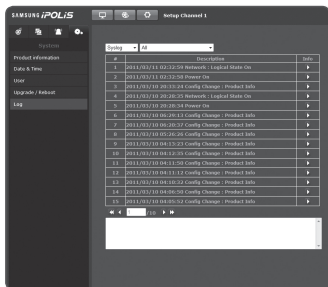 SAMSUNG iPOLiS
Setup Channel 1
System
Product information
Date & Time
User
Upgrade / Reboot
Log
Syslog All
# Description Info
1 2011/03/11 02:33:59 Network : Logical State On
2 2011/03/11 02:33:58 Power On
3 2011/03/10 20:33:24 Config Change : Product Info
4 2011/03/10 20:28:35 Network : Logical State On
5 2011/03/10 20:28:34 Power On
6 2011/03/10 06:29:13 Config Change : Product Info
7 2011/03/10 06:20:37 Config Change : Product Info
8 2011/03/10 05:26:26 Config Change : Product Info
9 2011/03/10 04:13:23 Config Change : Product Info
10 2011/03/10 04:12:35 Config Change : Product Info
11 2011/03/10 04:11:50 Config Change : Product Info
12 2011/03/10 04:11:12 Config Change : Product Info
13 2011/03/10 04:10:32 Config Change : Product Info
14 2011/03/10 04:06:50 Config Change : Product Info
15 2011/03/10 04:05:52 Config Change : Product Info
1 /10